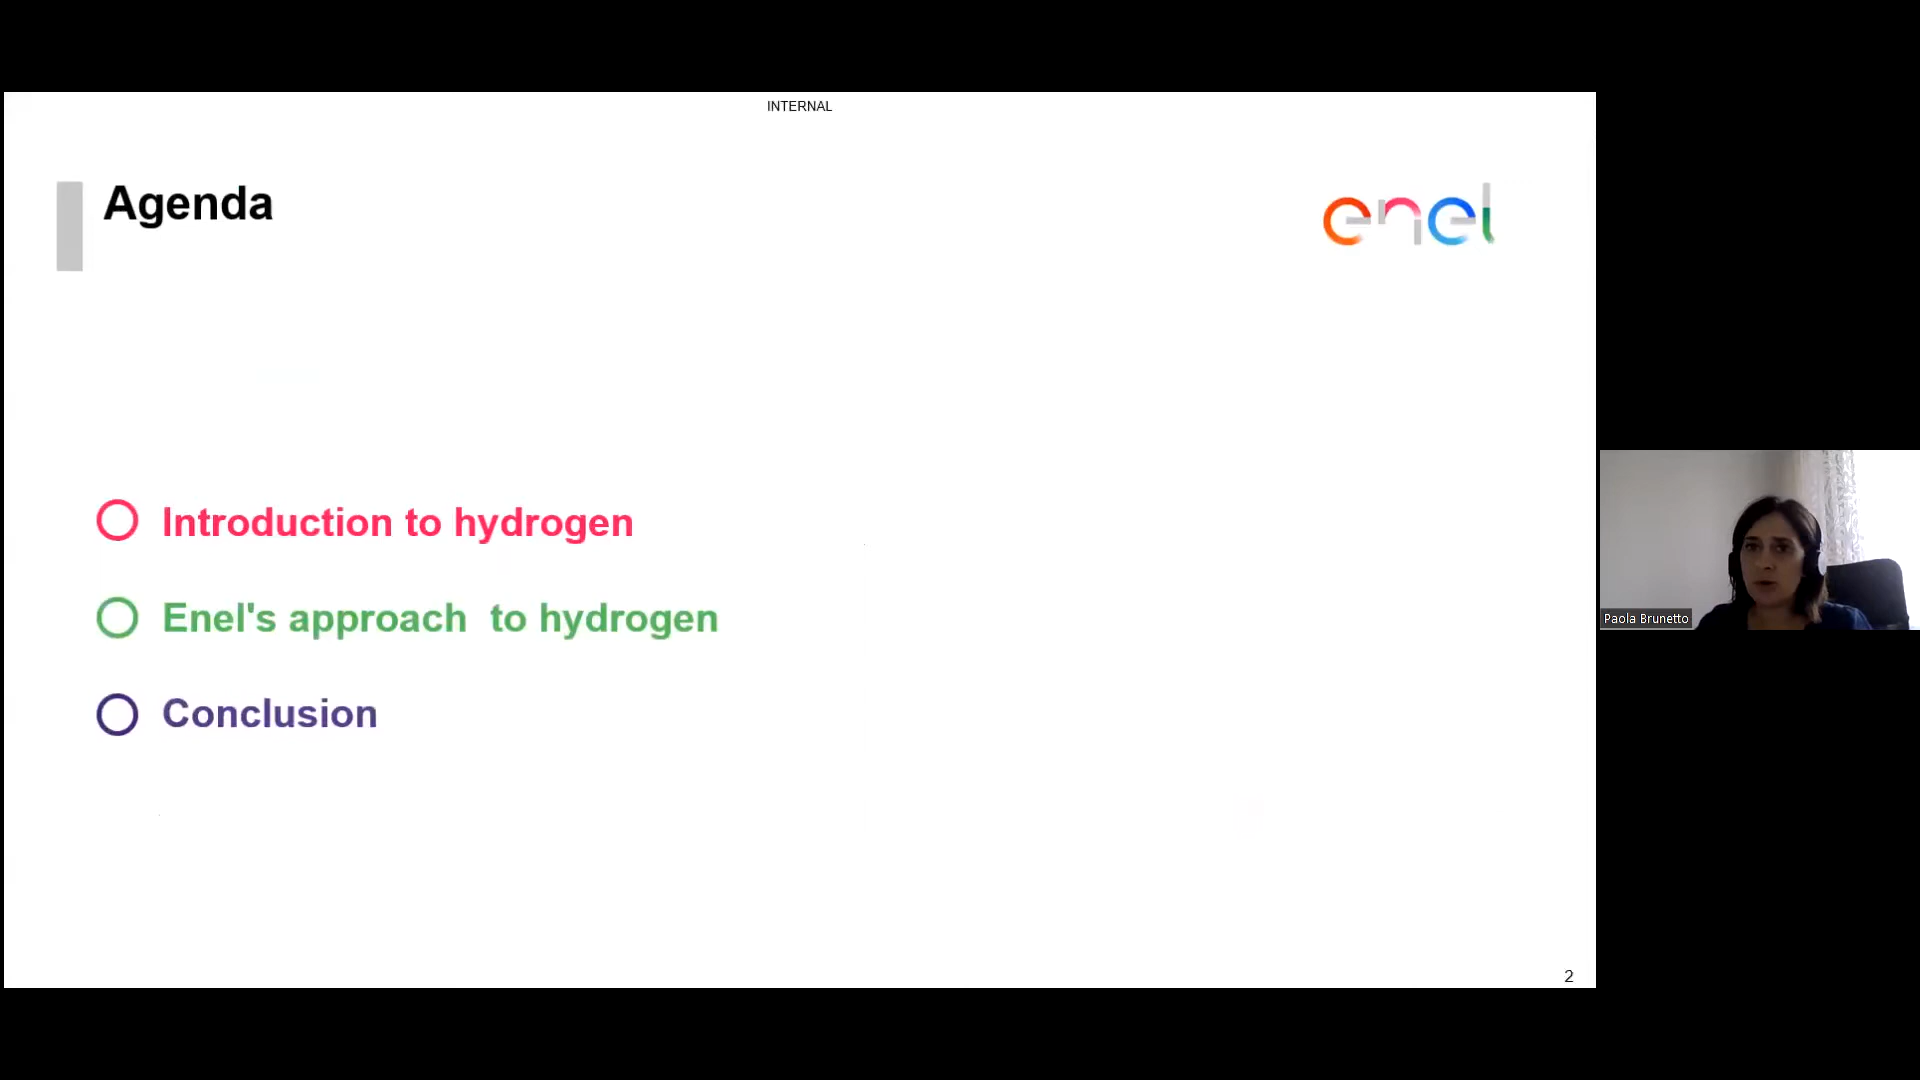 INTERNAL
Agenda
enel
Introduction to hydrogen
Enel's approach  to hydrogen
Conclusion
Paola Brunetto
2